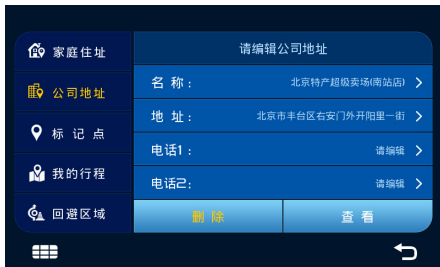 家庭住址
公司地址
标 记 点
我的行程
回避区域
请编辑公司地址
名 称： 北京特产超级卖场(南站店)
地 址： 北京市丰台区右安门外开阳里一街
电话1： 请编辑
电话2： 请编辑
删 除
查 看